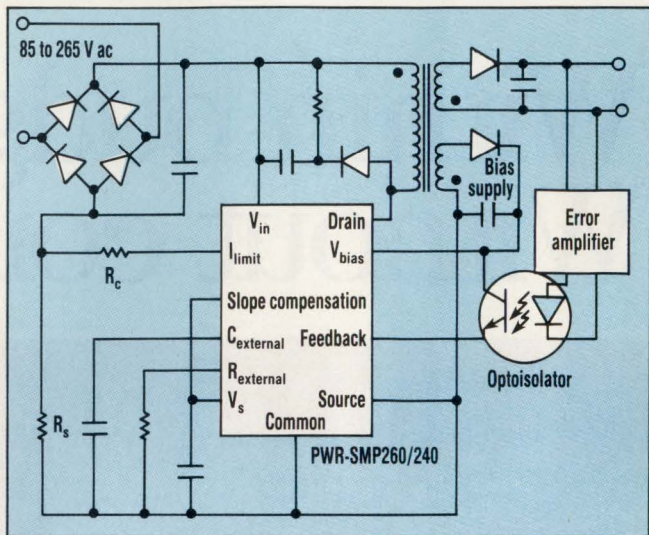 85 to 265 V ac
Bias
supply
V_in
Drain
Error
amplifier
I_limit
V_bias
R_c
Slope compensation
C_external
Feedback
Optoisolator
R_external
R_s
V_s
Source
Common
PWR-SMP260/240